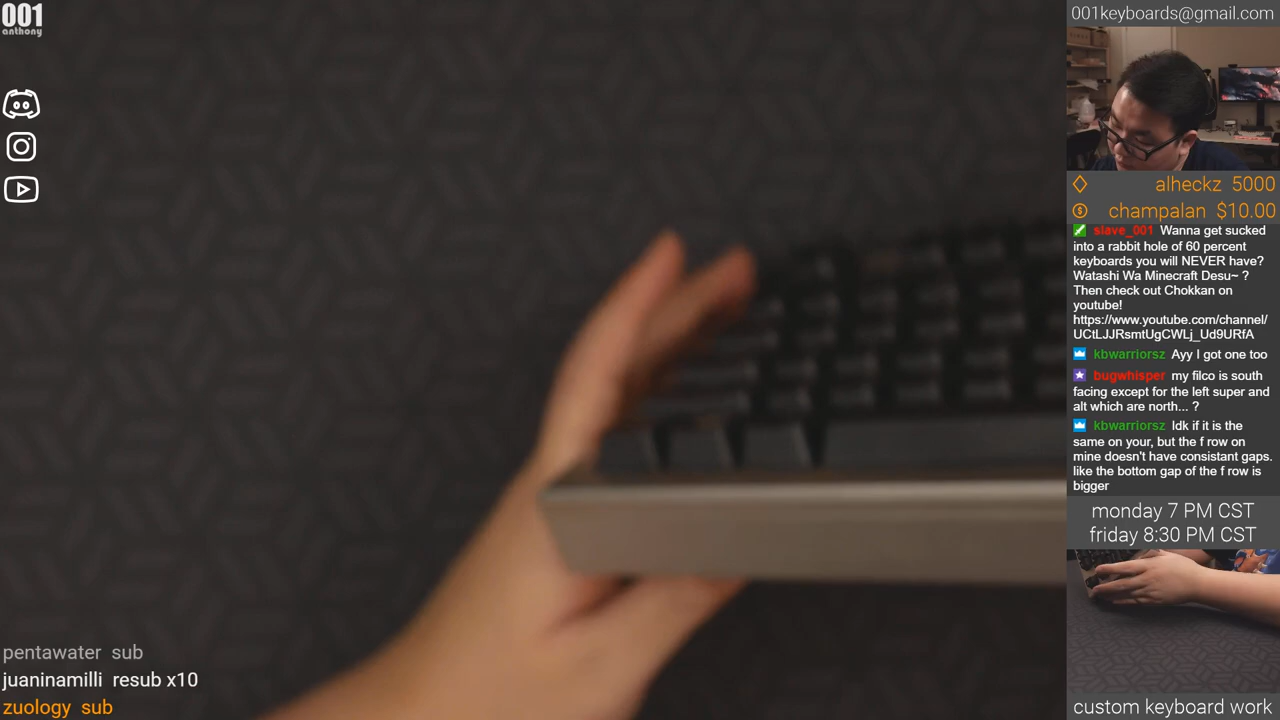 001
anthony
001keyboards@gmail.com
alheckz 5000
champalan $10.00
slave_001 Wanna get sucked
into a rabbit hole of 60 percent
keyboards you will NEVER have?
Watashi Wa Minecraft Desu~ ?
Then check out Chokkan on
youtube!
https://www.youtube.com/channel/
UCtLJJRsmtUgCWLj_Ud9URfA
kbwarriorsz Ayy I got one too
bugwhisper my filco is south
facing except for the left super and
alt which are north... ?
kbwarriorsz Idk if it is the
same on your, but the f row on
mine doesn't have consistant gaps.
like the bottom gap of the f row is
bigger
monday 7 PM CST
friday 8:30 PM CST
custom keyboard work
pentawater sub
juaninamilli resub x10
zuology sub